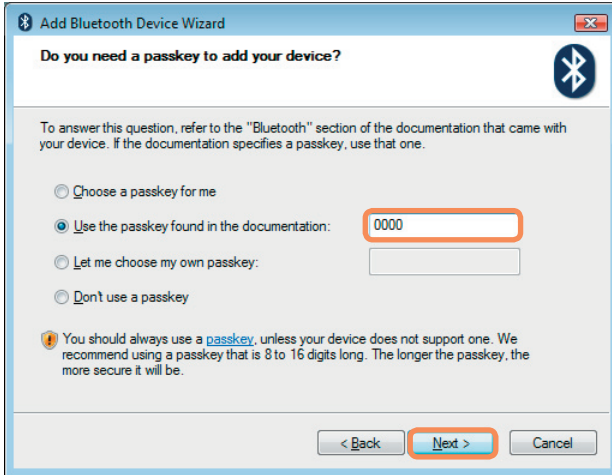 Add Bluetooth Device Wizard
Do you need a passkey to add your device?
To answer this question, refer to the "Bluetooth" section of the documentation that came with
your device. If the documentation specifies a passkey, use that one.
Choose a passkey for me
Use the passkey found in the documentation: 0000
Let me choose my own passkey:
Don't use a passkey
You should always use a passkey, unless your device does not support one. We
recommend using a passkey that is 8 to 16 digits long. The longer the passkey, the
more secure it will be.
< Back Next > Cancel